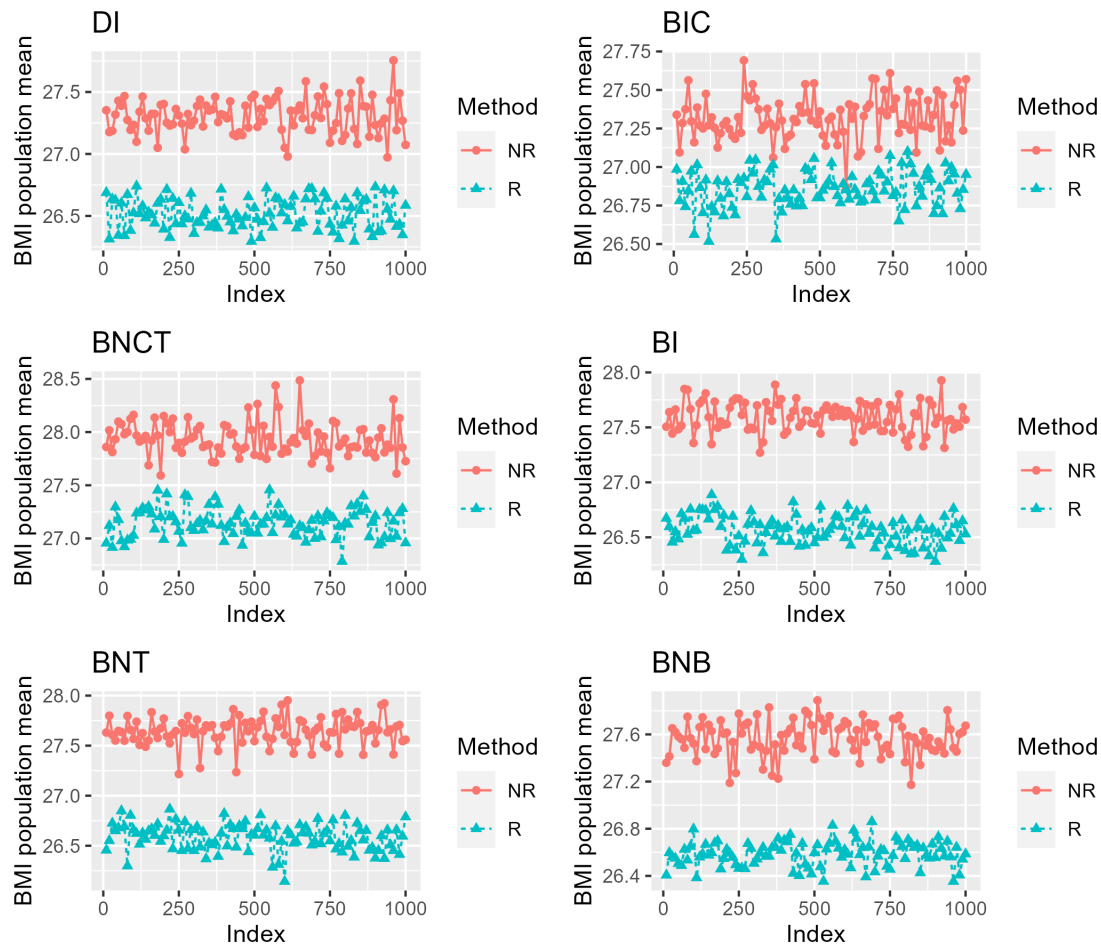 DI
BMI population mean
27.5
27.0
26.5
0 250 500 750 1000
Index
Method
NR
R
BIC
BMI population mean
27.75
27.50
27.25
27.00
26.75
26.50
0 250 500 750 1000
Index
Method
NR
R
BNCT
BMI population mean
28.5
28.0
27.5
27.0
0 250 500 750 1000
Index
Method
NR
R
BI
BMI population mean
28.0
27.5
27.0
26.5
0 250 500 750 1000
Index
Method
NR
R
BNT
BMI population mean
28.0
27.5
27.0
26.5
0 250 500 750 1000
Index
Method
NR
R
BNB
BMI population mean
27.6
27.2
26.8
26.4
0 250 500 750 1000
Index
Method
NR
R